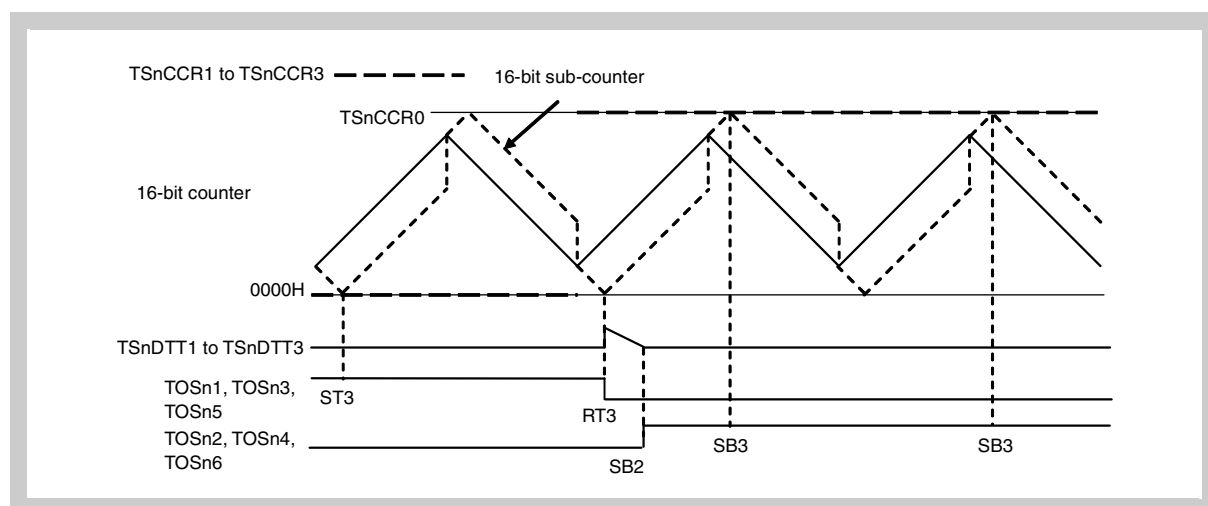 TSnCCR1 to TSnCCR3
16-bit sub-counter
TSnCCR0
16-bit counter
0000H
TSnDTT1 to TSnDTT3
TOSn1, TOSn3,
TOSn5
ST3
RT3
TOSn2, TOSn4,
TOSn6
SB2
SB3
SB3